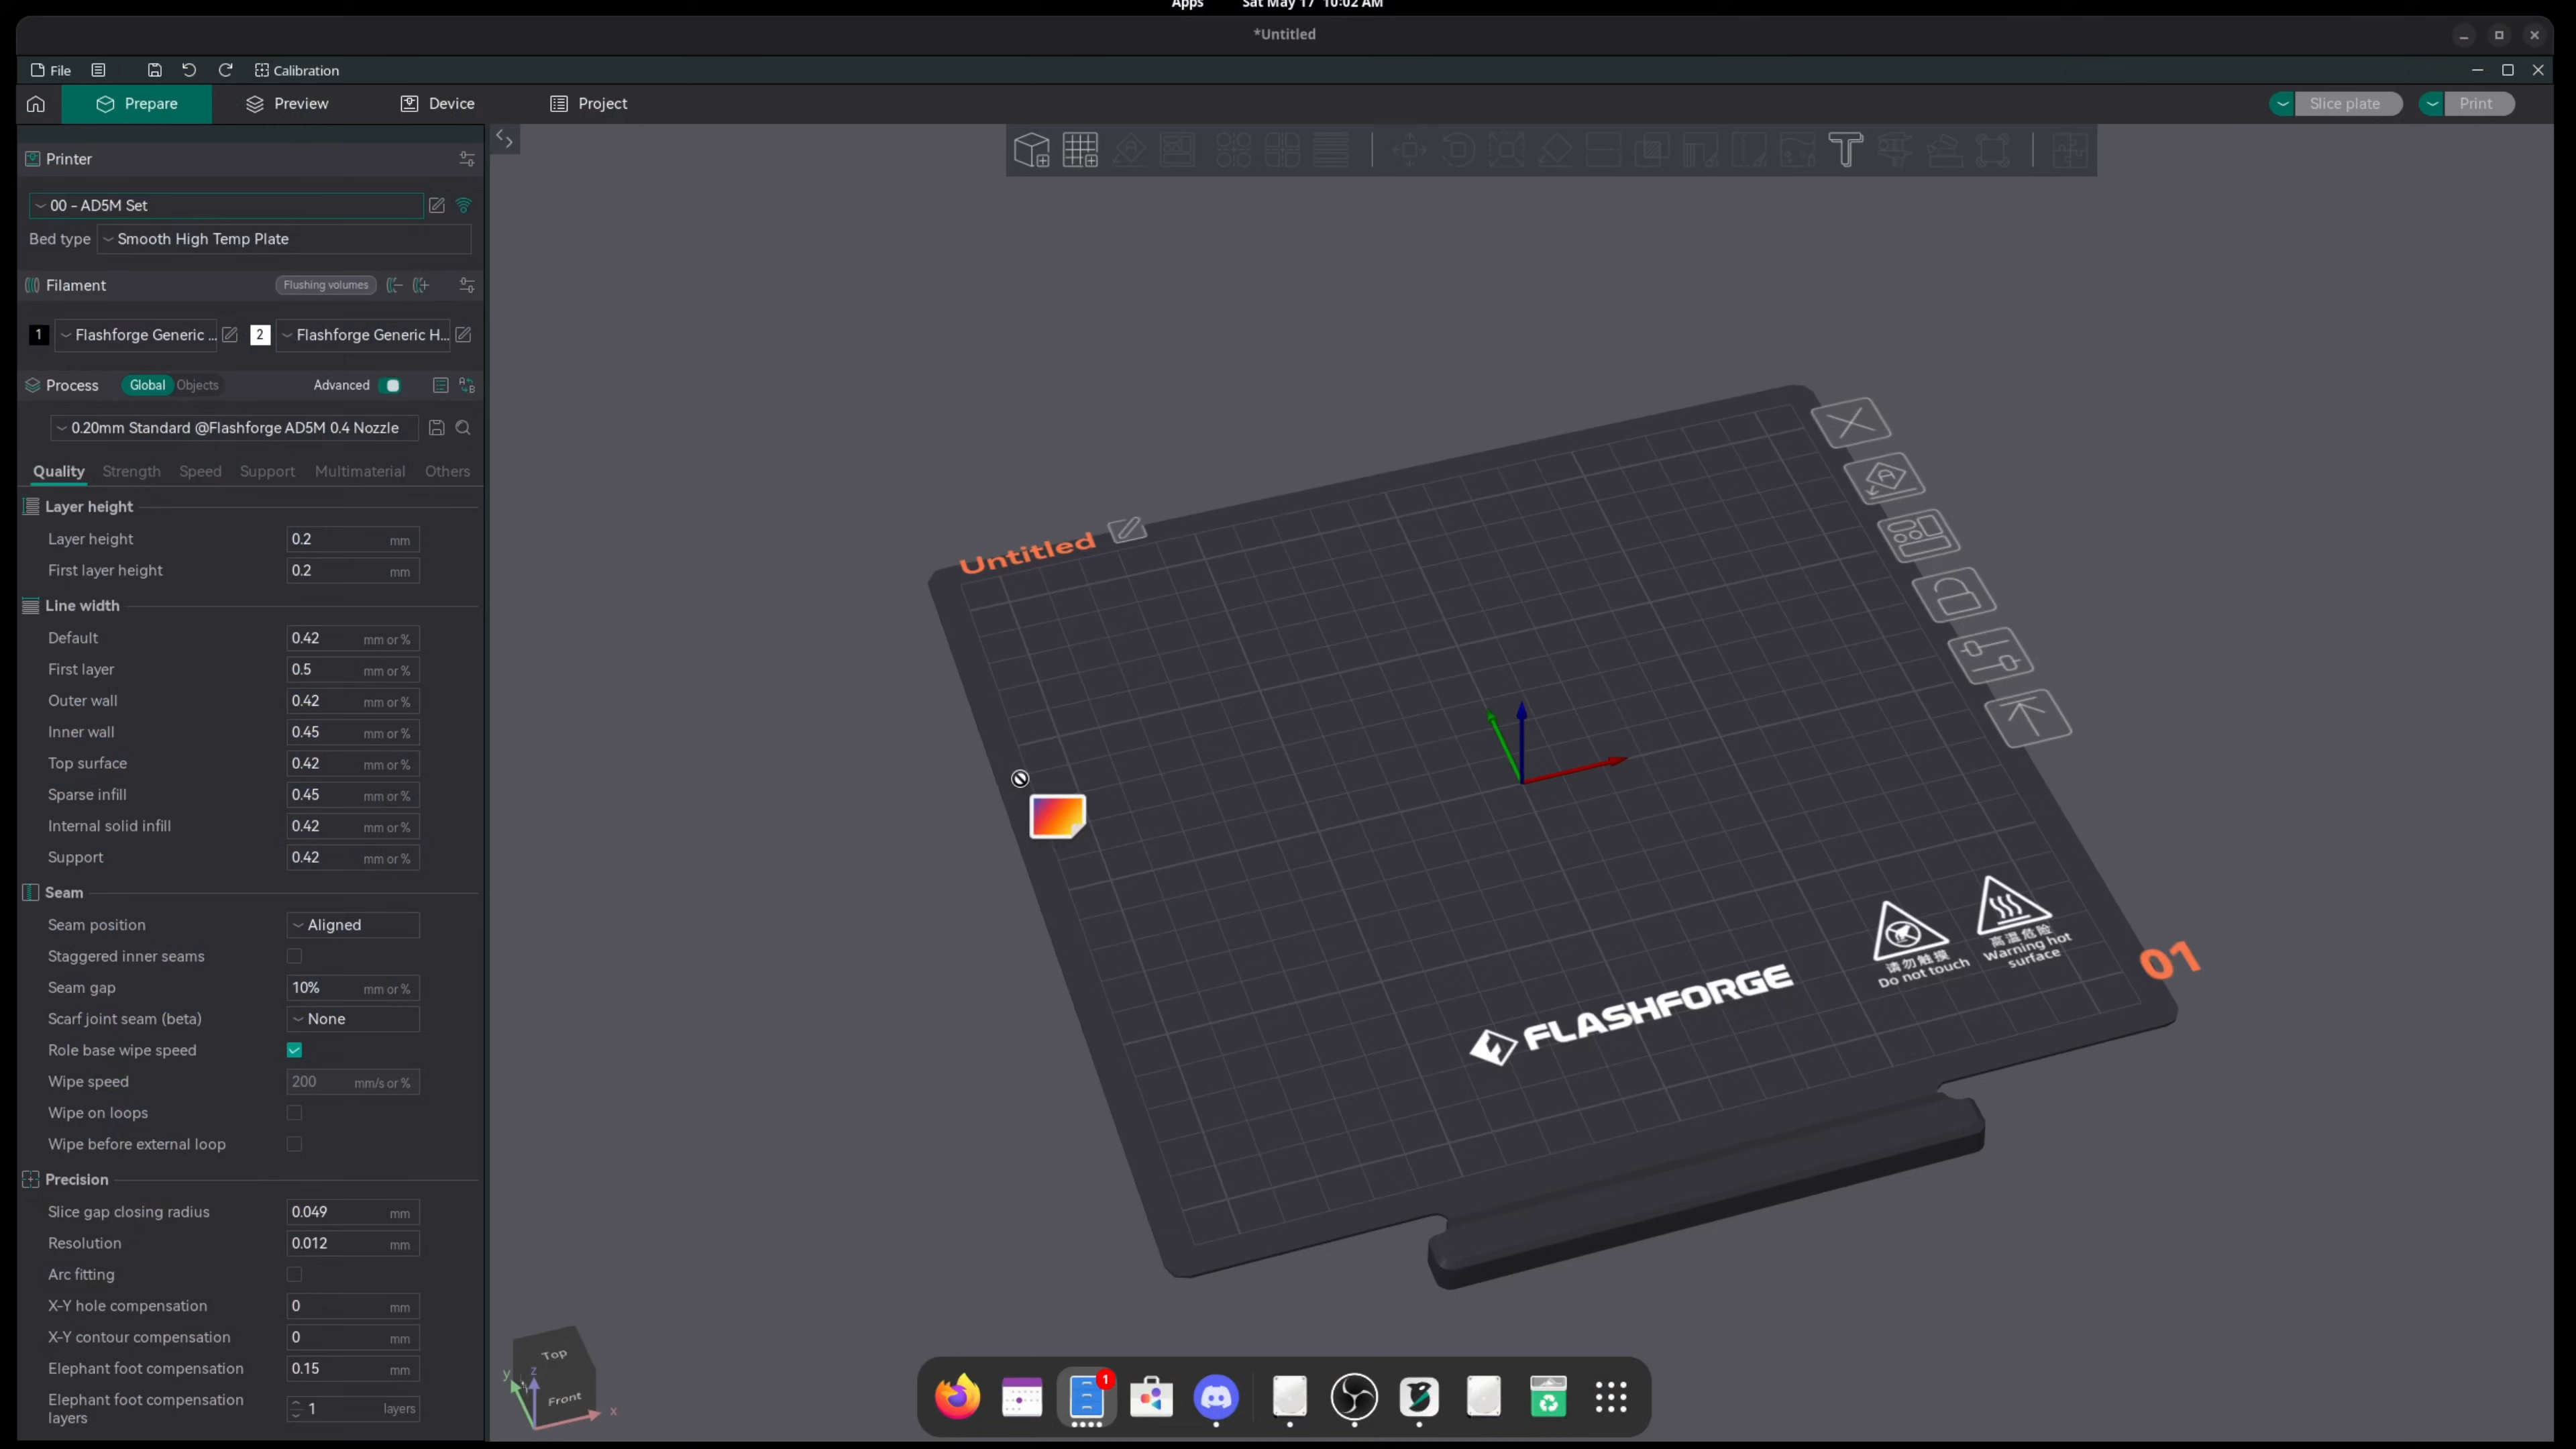 Apps Sat May 17 10:02 AM
*Untitled
File Calibration
Prepare Preview Device Project Slice plate Print
Printer
00 - AD5M Set
Bed type Smooth High Temp Plate
Filament Flushing volumes
1 Flashforge Generic ... 2 Flashforge Generic H...
Process Global Objects Advanced
0.20mm Standard @Flashforge AD5M 0.4 Nozzle
Quality Strength Speed Support Multimaterial Others
Layer height
Layer height 0.2 mm
First layer height 0.2 mm
Line width
Default 0.42 mm or %
First layer 0.5 mm or %
Outer wall 0.42 mm or %
Inner wall 0.45 mm or %
Top surface 0.42 mm or %
Sparse infill 0.45 mm or %
Internal solid infill 0.42 mm or %
Support 0.42 mm or %
Seam
Seam position Aligned
Staggered inner seams
Seam gap 10% mm or %
Scarf joint seam (beta) None
Role base wipe speed
Wipe speed 200 mm/s or %
Wipe on loops
Wipe before external loop
Precision
Slice gap closing radius 0.049 mm
Resolution 0.012 mm
Arc fitting
X-Y hole compensation 0 mm
X-Y contour compensation 0 mm
Elephant foot compensation 0.15 mm
Elephant foot compensation
layers 1 layers
Untitled
请勿触摸
Do not touch
高温危险
Warning hot
surface
01
FLASHFORGE
Top
Front
y z x
1